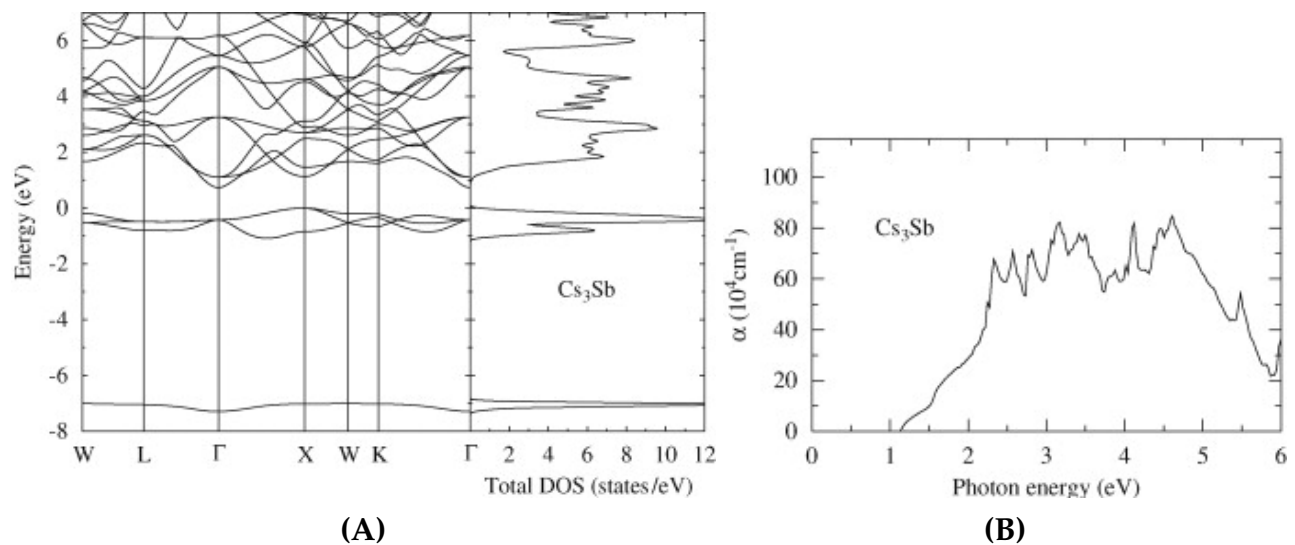 6
4
2
0
-2
-4
-6
-8
Energy (eV)
W L Γ X W K Γ 2 4 6 8 10 12
Total DOS (states/eV)
Cs₃Sb
(A)
100
80
60
40
20
0
α (10⁴cm⁻¹)
Cs₃Sb
0 1 2 3 4 5 6
Photon energy (eV)
(B)